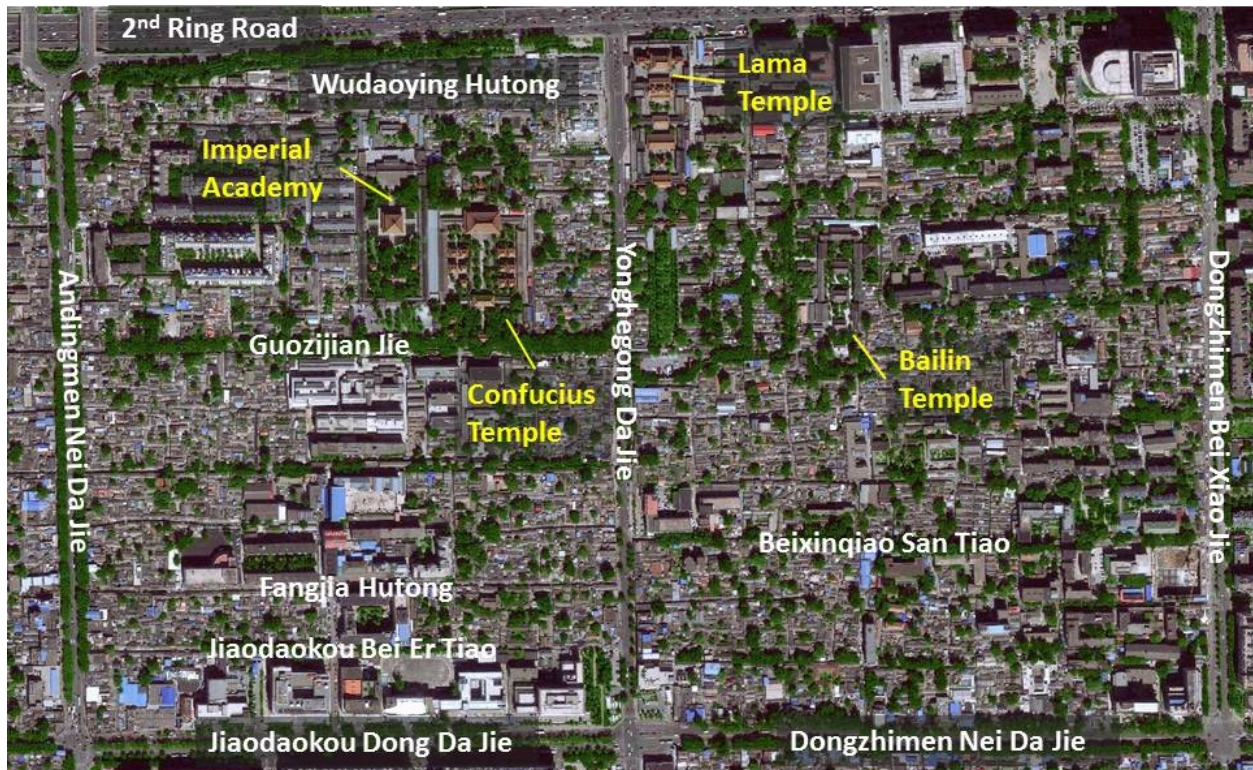 2nd Ring Road
Wudaoying Hutong
Lama
Temple
Imperial
Academy
Andingmen Nei Da Jie
Yonghegong Da Jie
Dongzhimen Bei Xiao Jie
Guozijian Jie
Confucius
Temple
Bailin
Temple
Beixinqiao San Tiao
Fangjia Hutong
Jiaodaokou Bei Er Tiao
Jiaodaokou Dong Da Jie
Dongzhimen Nei Da Jie